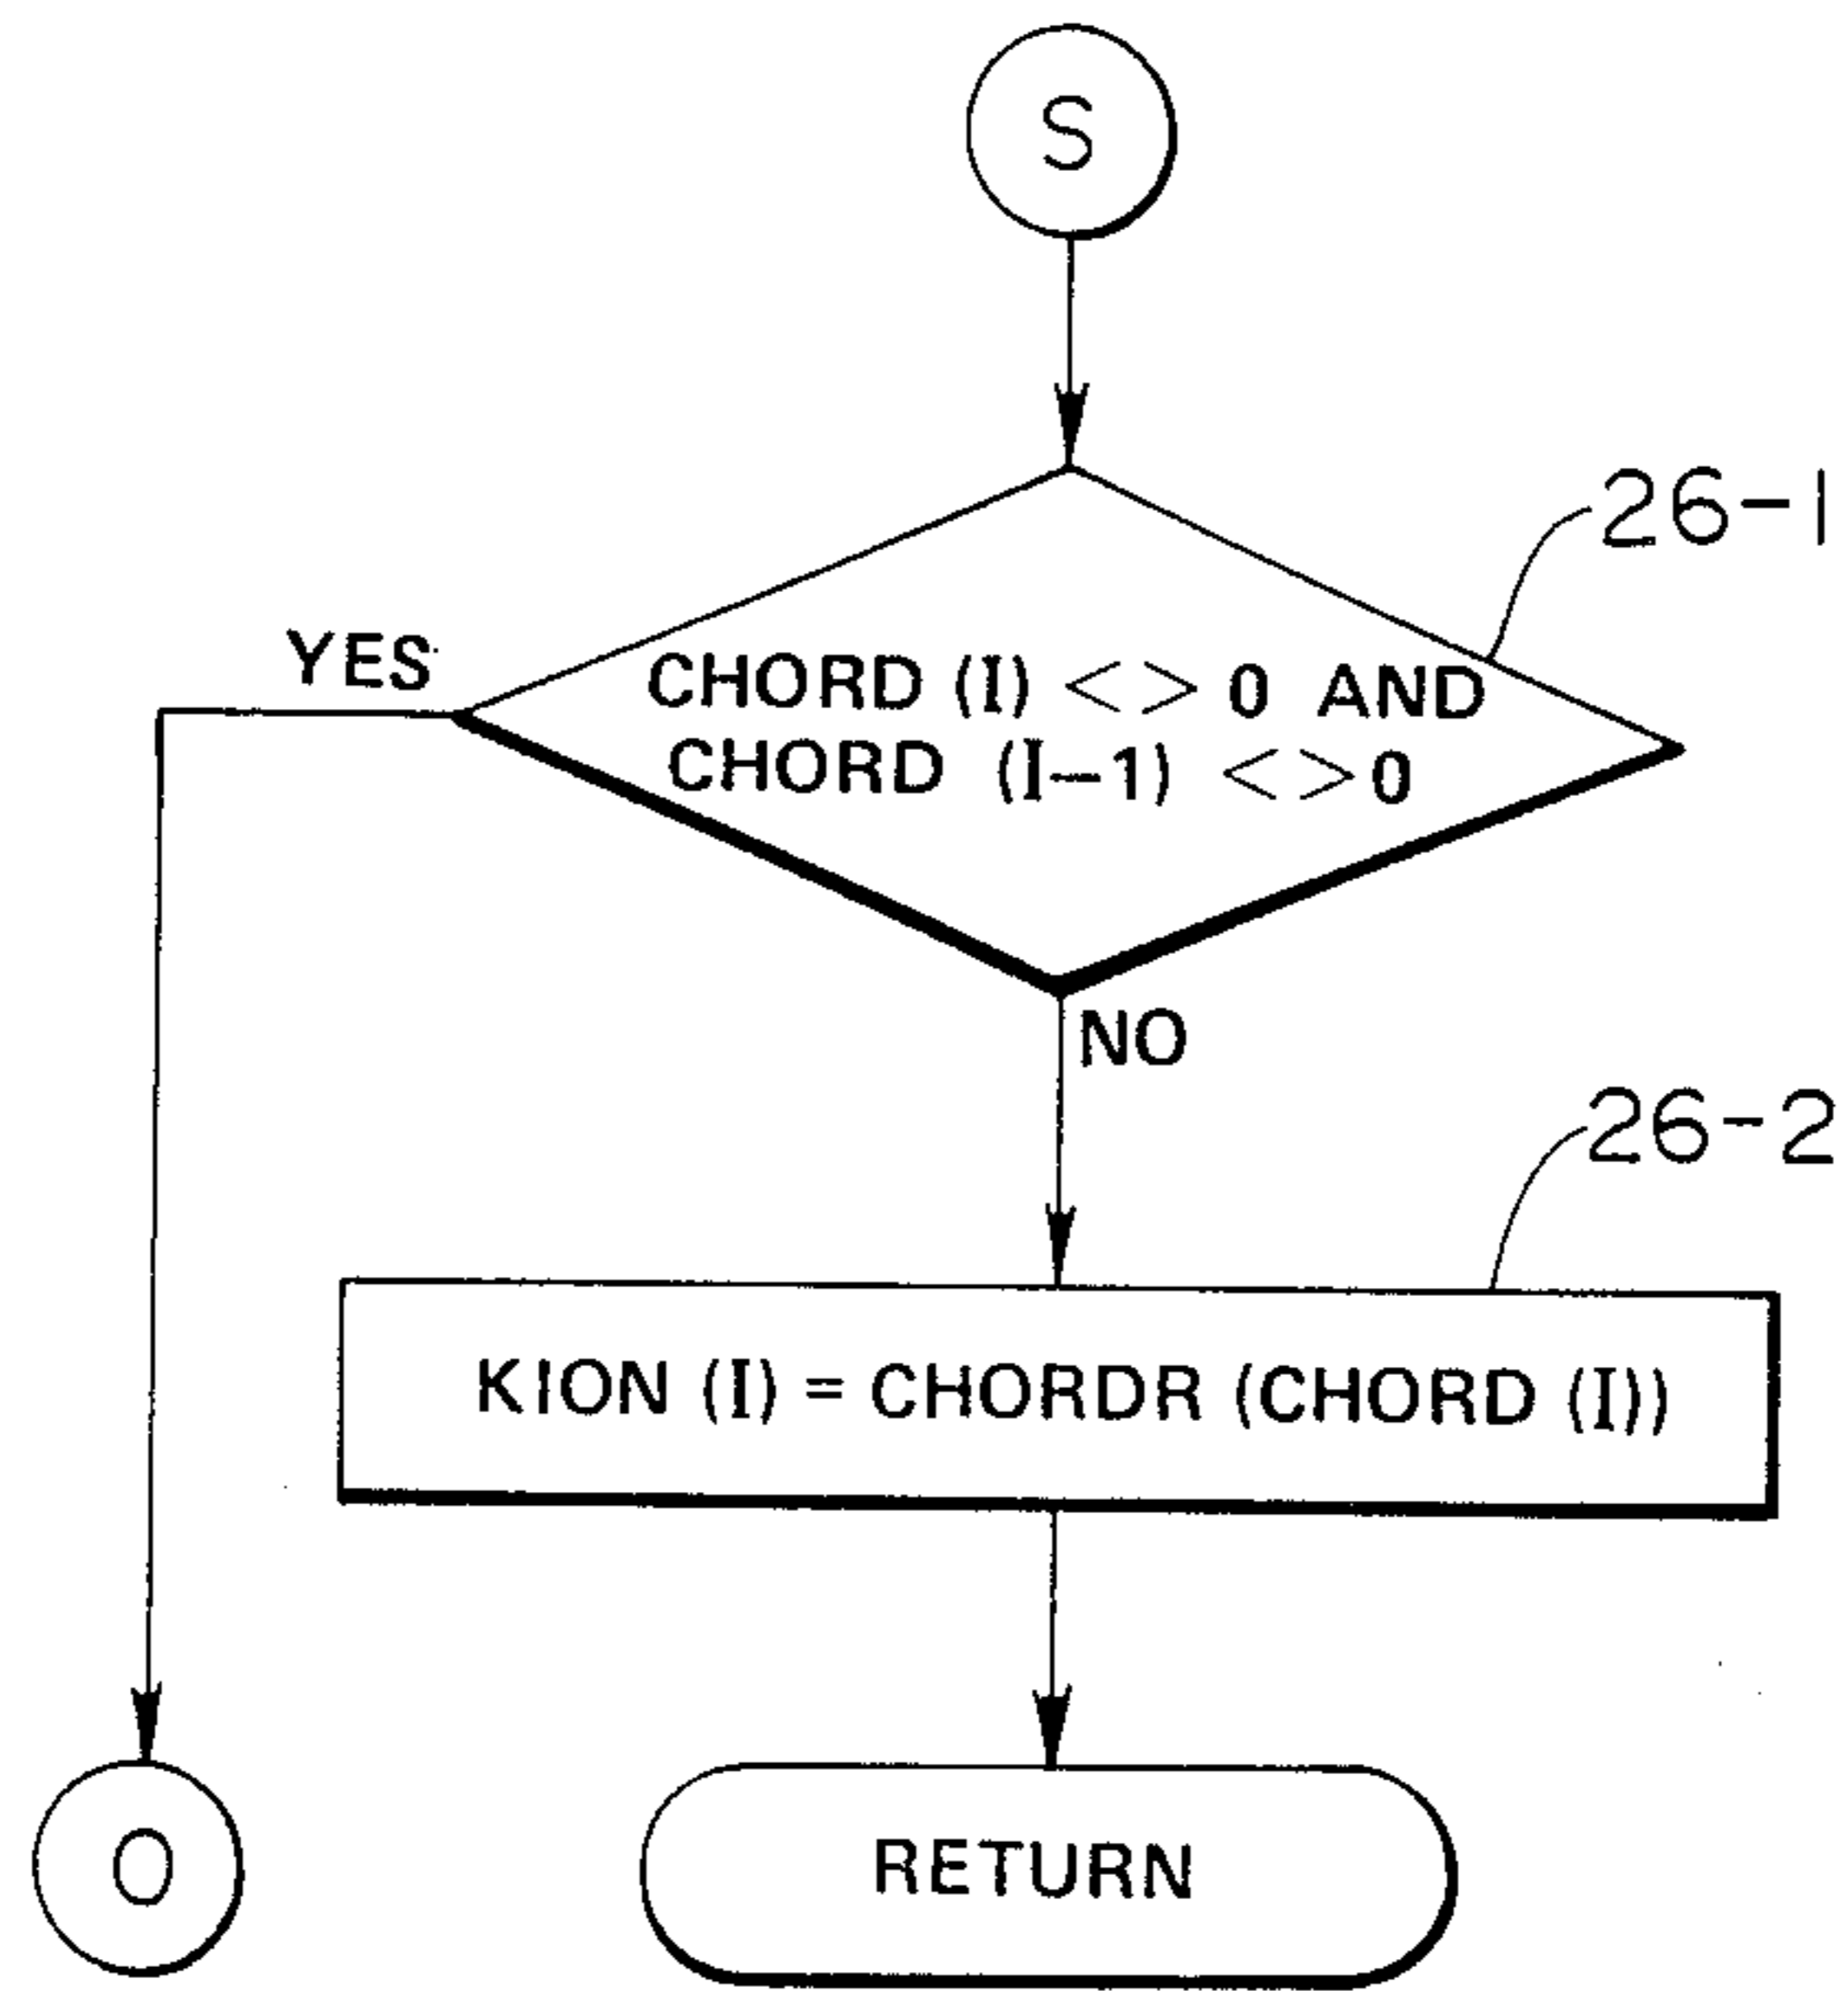 S
26-1
YES
CHORD (I) <> 0 AND
CHORD (I-1) <> 0
NO
26-2
KION (I) = CHORDR (CHORD (I))
O
RETURN